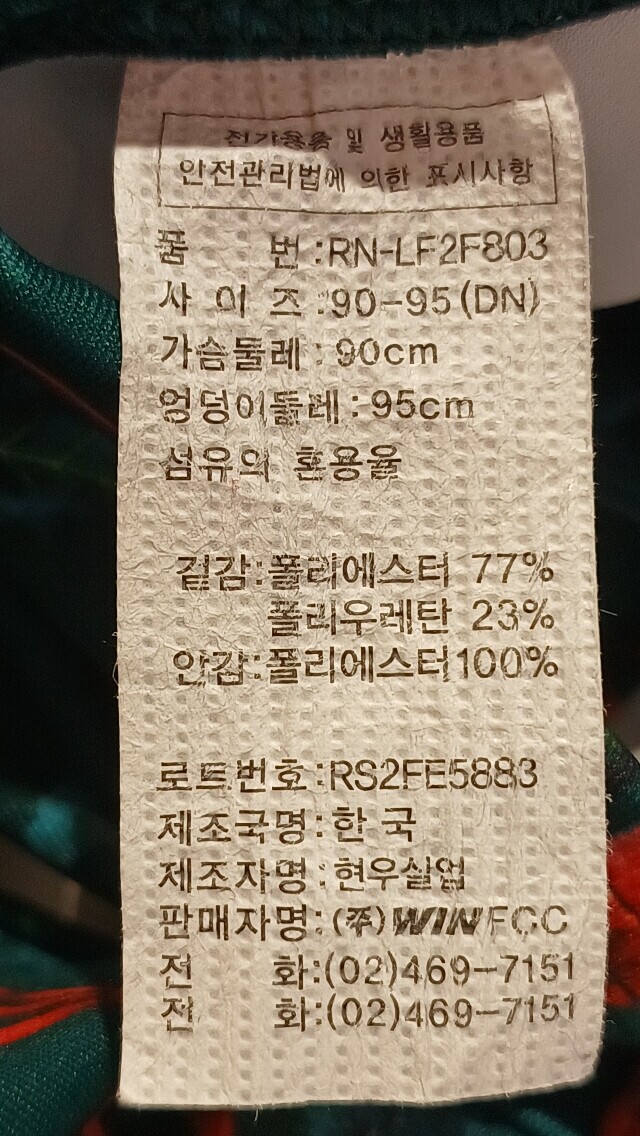 전기용품 및 생활용품
안전관리법에 의한 표시사항
품 번:RN-LF2F803
사 이 즈:90-95(DN)
가슴둘레:90cm
엉덩이둘레:95cm
섬유의 혼용율
겉감:폴리에스터 77%
폴리우레탄 23%
안감:폴리에스터100%
로트번호:RS2FE5883
제조국명:한 국
제조자명:현우실업
판매자명:(주)WIN FCC
전 화:(02)469-7151
전 화:(02)469-7151